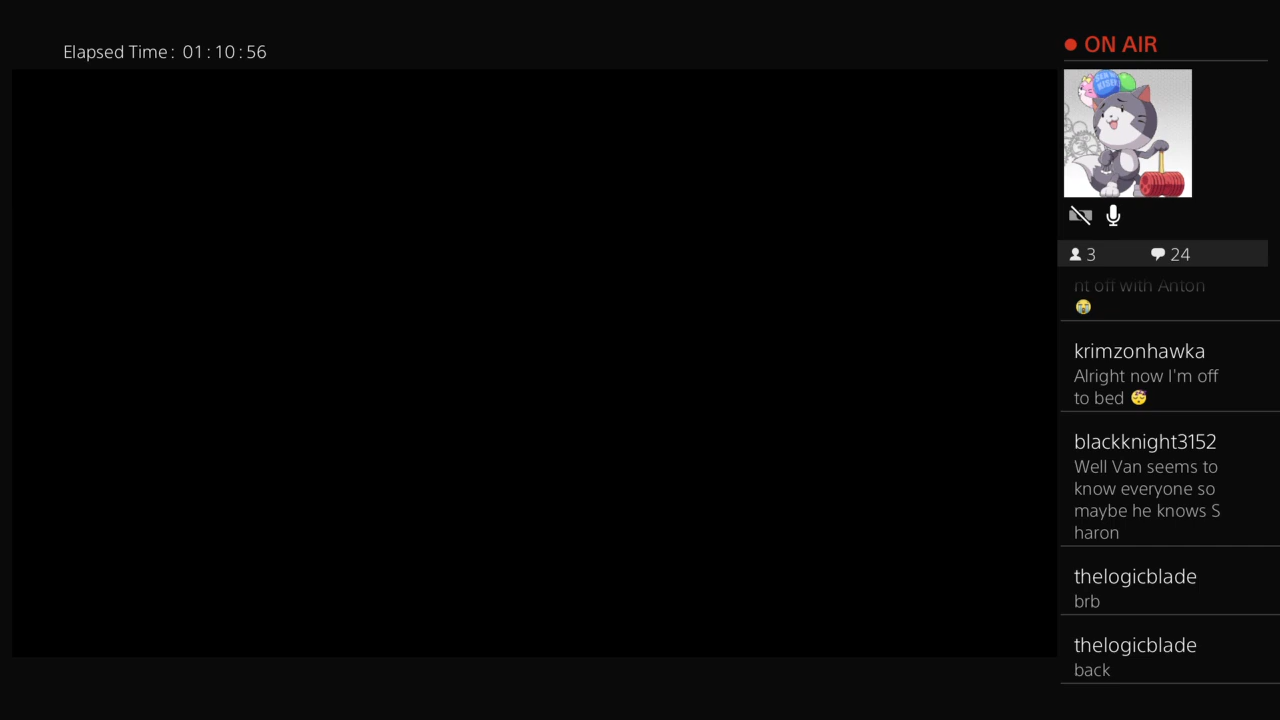 Elapsed Time: 01:10:56
ON AIR
3 24
nt off with Anton
😭
krimzonhawka
Alright now I'm off
to bed 😴
blackknight3152
Well Van seems to
know everyone so
maybe he knows S
haron
thelogicblade
brb
thelogicblade
back